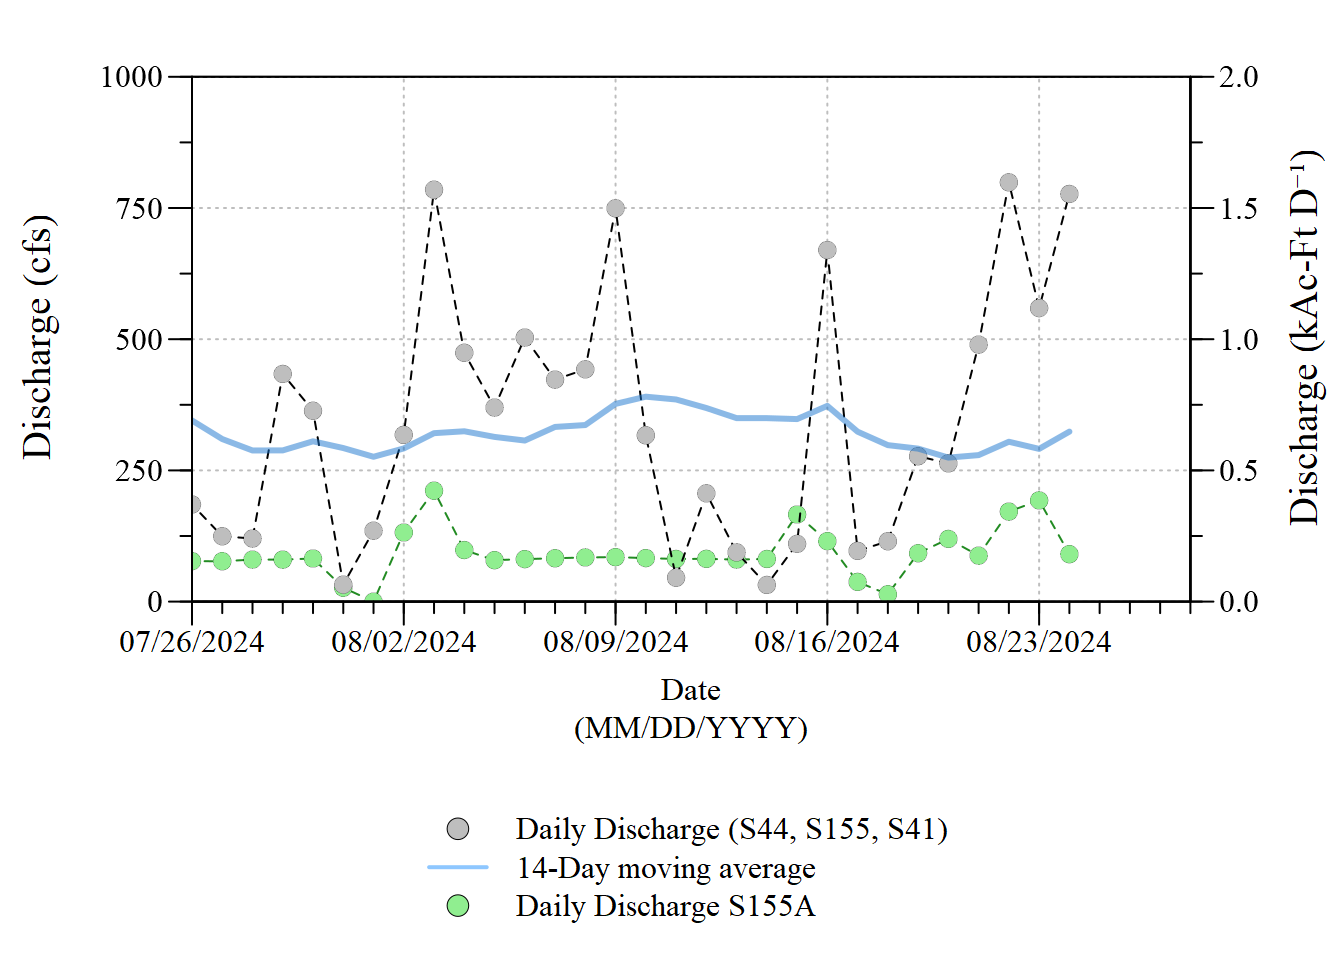 1000
750
500
250
0
Discharge (cfs)
2.0
1.5
1.0
0.5
0.0
Discharge (kAc-Ft D⁻¹)
07/26/2024 08/02/2024 08/09/2024 08/16/2024 08/23/2024
Date
(MM/DD/YYYY)
Daily Discharge (S44, S155, S41)
14-Day moving average
Daily Discharge S155A